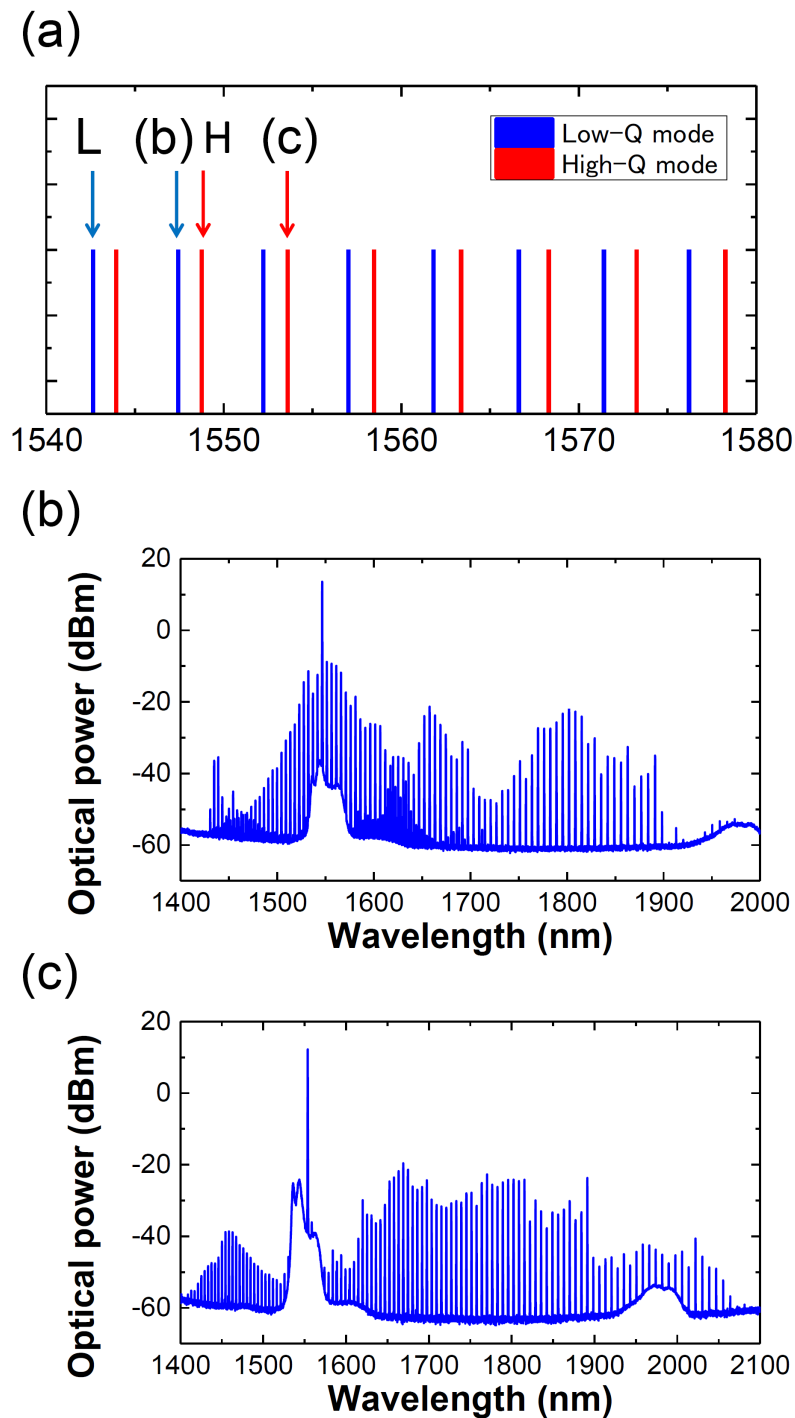 (a)
L (b) H (c)
Low-Q mode
High-Q mode
1540 1550 1560 1570 1580
(b)
20
0
-20
-40
-60
Optical power (dBm)
1400 1500 1600 1700 1800 1900 2000
Wavelength (nm)
(c)
20
0
-20
-40
-60
Optical power (dBm)
1400 1500 1600 1700 1800 1900 2000 2100
Wavelength (nm)